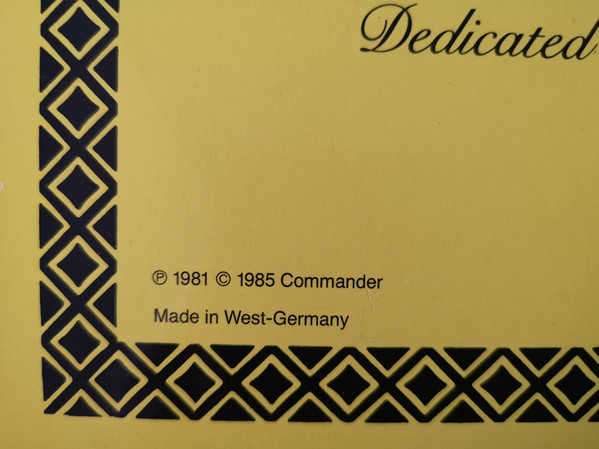 Dedicated
℗ 1981 © 1985 Commander
Made in West-Germany